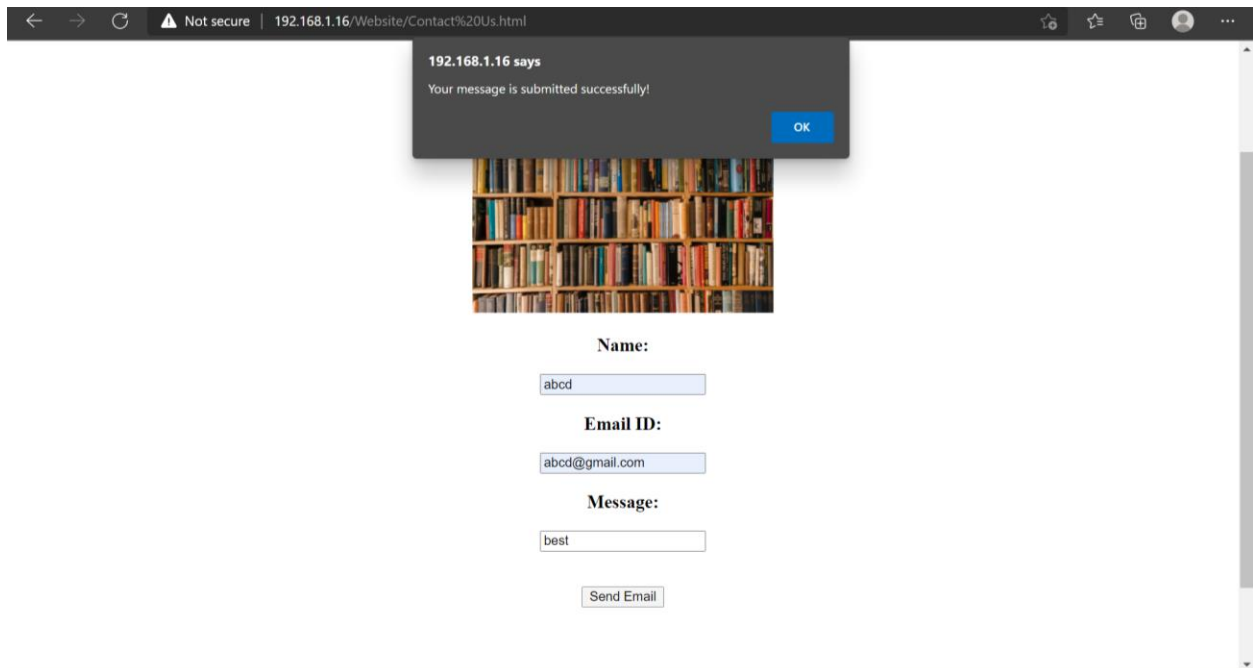 Not secure | 192.168.1.16/Website/Contact%20Us.html
192.168.1.16 says
Your message is submitted successfully!
OK
Name:
abcd
Email ID:
abcd@gmail.com
Message:
best
Send Email